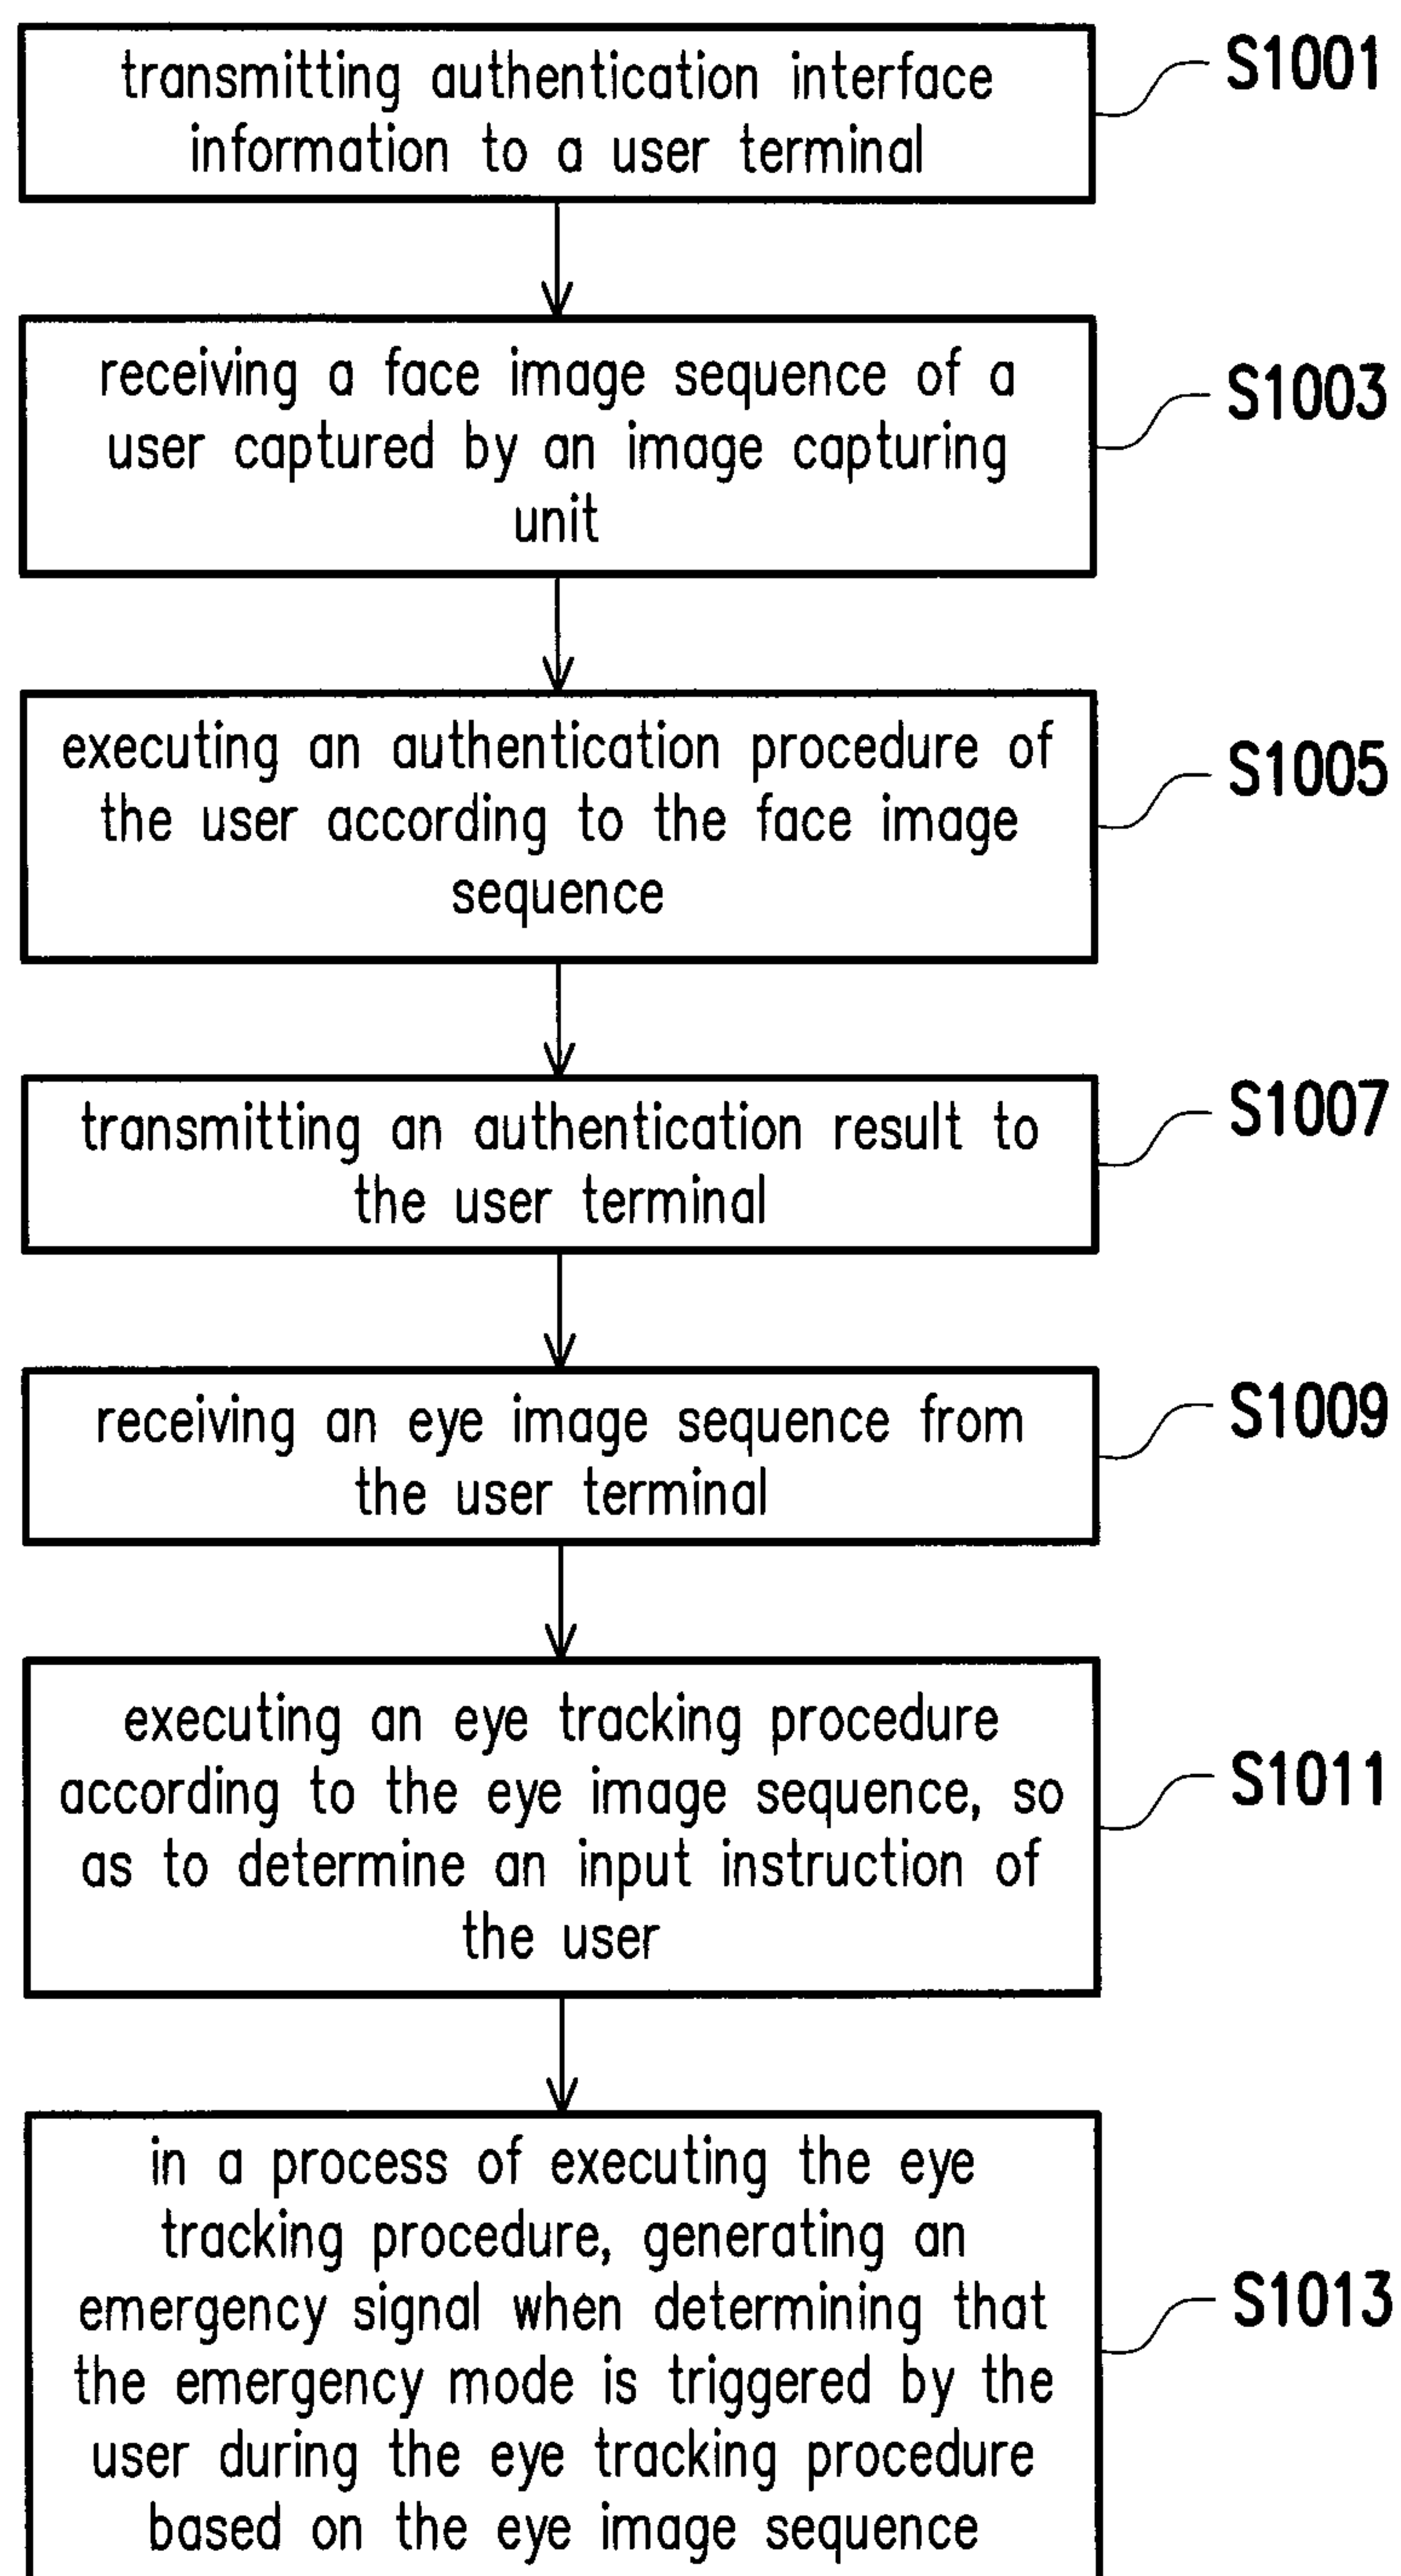 transmitting authentication interface
information to a user terminal
S1001
receiving a face image sequence of a
user captured by an image capturing
unit
S1003
executing an authentication procedure of
the user according to the face image
sequence
S1005
transmitting an authentication result to
the user terminal
S1007
receiving an eye image sequence from
the user terminal
S1009
executing an eye tracking procedure
according to the eye image sequence, so
as to determine an input instruction of
the user
S1011
in a process of executing the eye
tracking procedure, generating an
emergency signal when determining that
the emergency mode is triggered by the
user during the eye tracking procedure
based on the eye image sequence
S1013